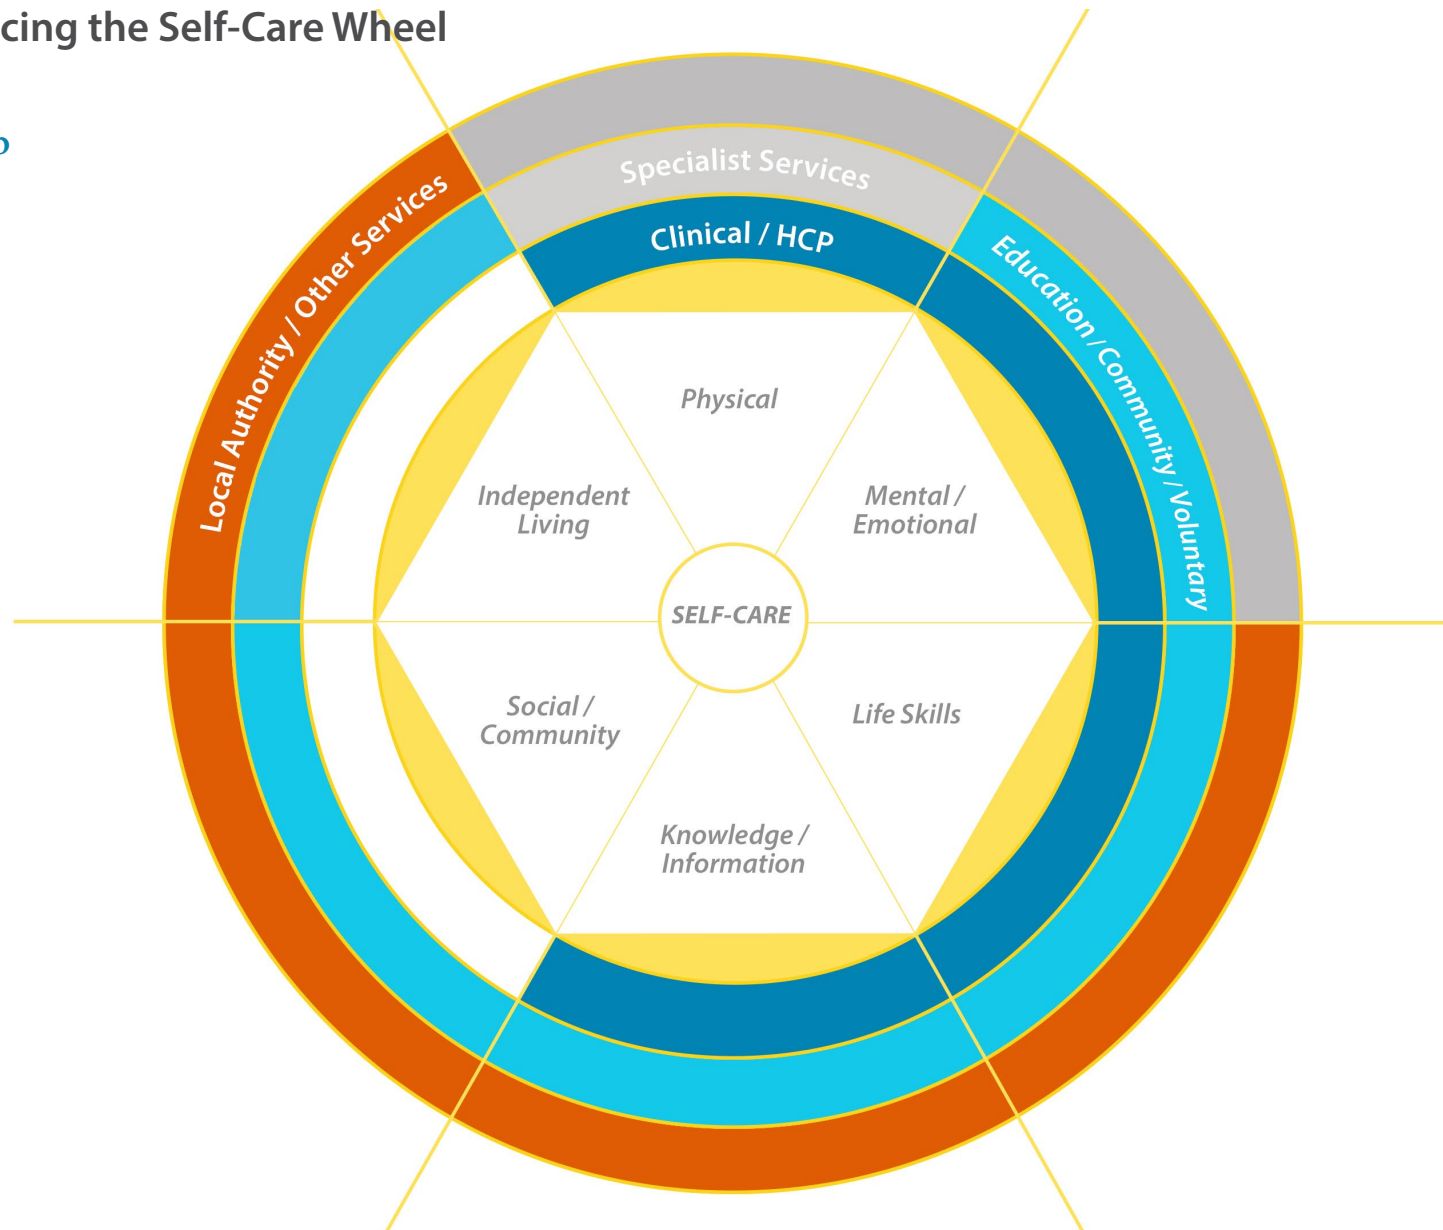 cing the Self-Care Wheel
Specialist Services
Clinical / HCP
Local Authority / Other Services
Education / Community / Voluntary
Physical
Independent
Living
Mental /
Emotional
SELF-CARE
Social /
Community
Life Skills
Knowledge /
Information